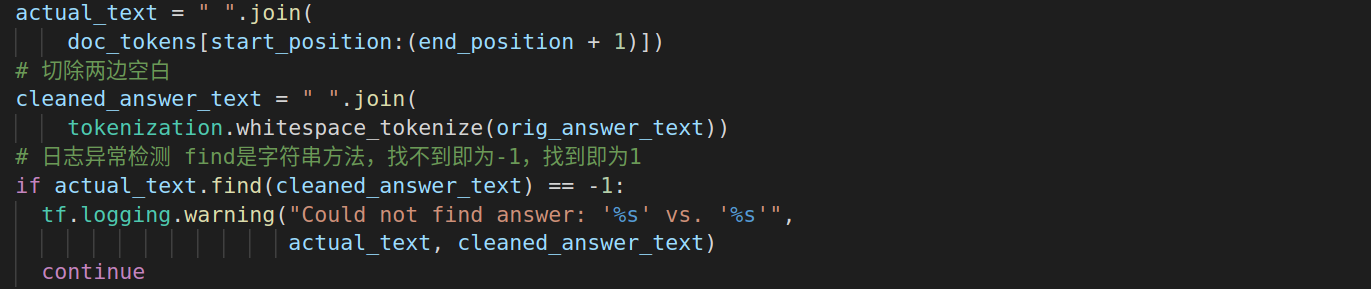 actual_text = " ".join(
doc_tokens[start_position:(end_position + 1)])
# 切除两边空白
cleaned_answer_text = " ".join(
tokenization.whitespace_tokenize(orig_answer_text))
# 日志异常检测 find是字符串方法，找不到即为-1，找到即为1
if actual_text.find(cleaned_answer_text) == -1:
tf.logging.warning("Could not find answer: '%s' vs. '%s'",
actual_text, cleaned_answer_text)
continue